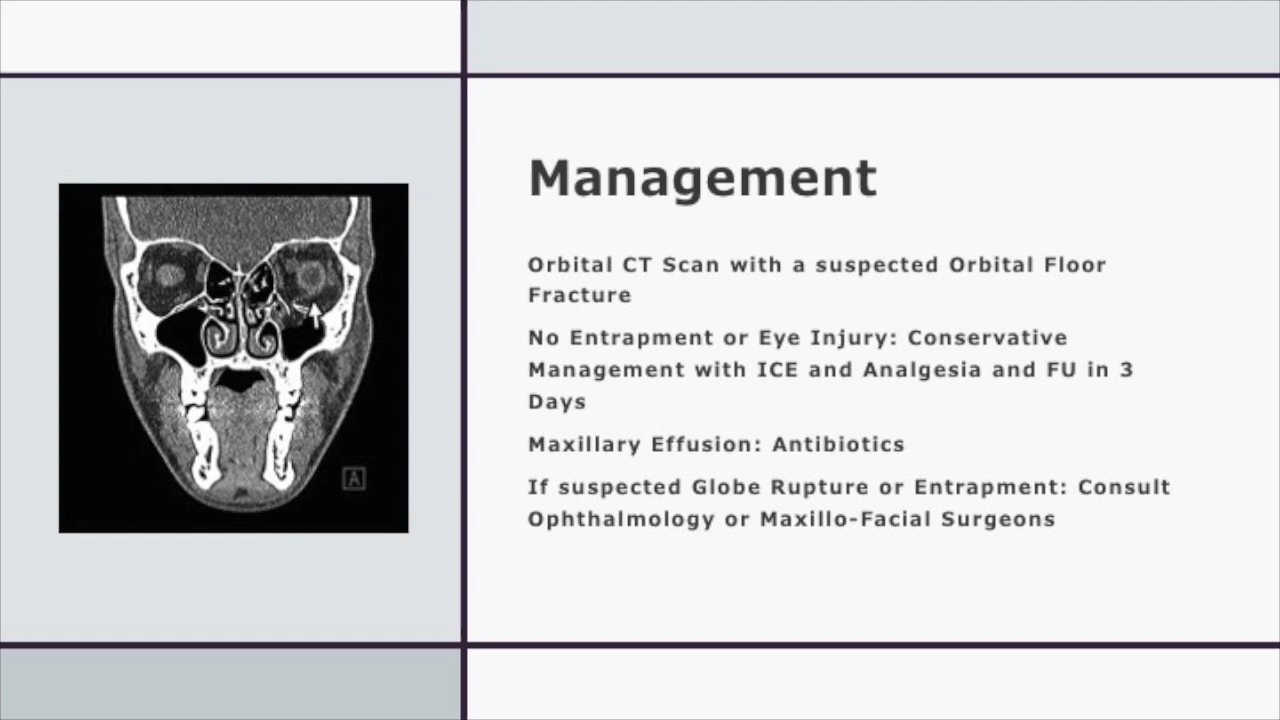 Management
Orbital CT Scan with a suspected Orbital Floor
Fracture
No Entrapment or Eye Injury: Conservative
Management with ICE and Analgesia and FU in 3
Days
Maxillary Effusion: Antibiotics
If suspected Globe Rupture or Entrapment: Consult
Ophthalmology or Maxillo-Facial Surgeons
A